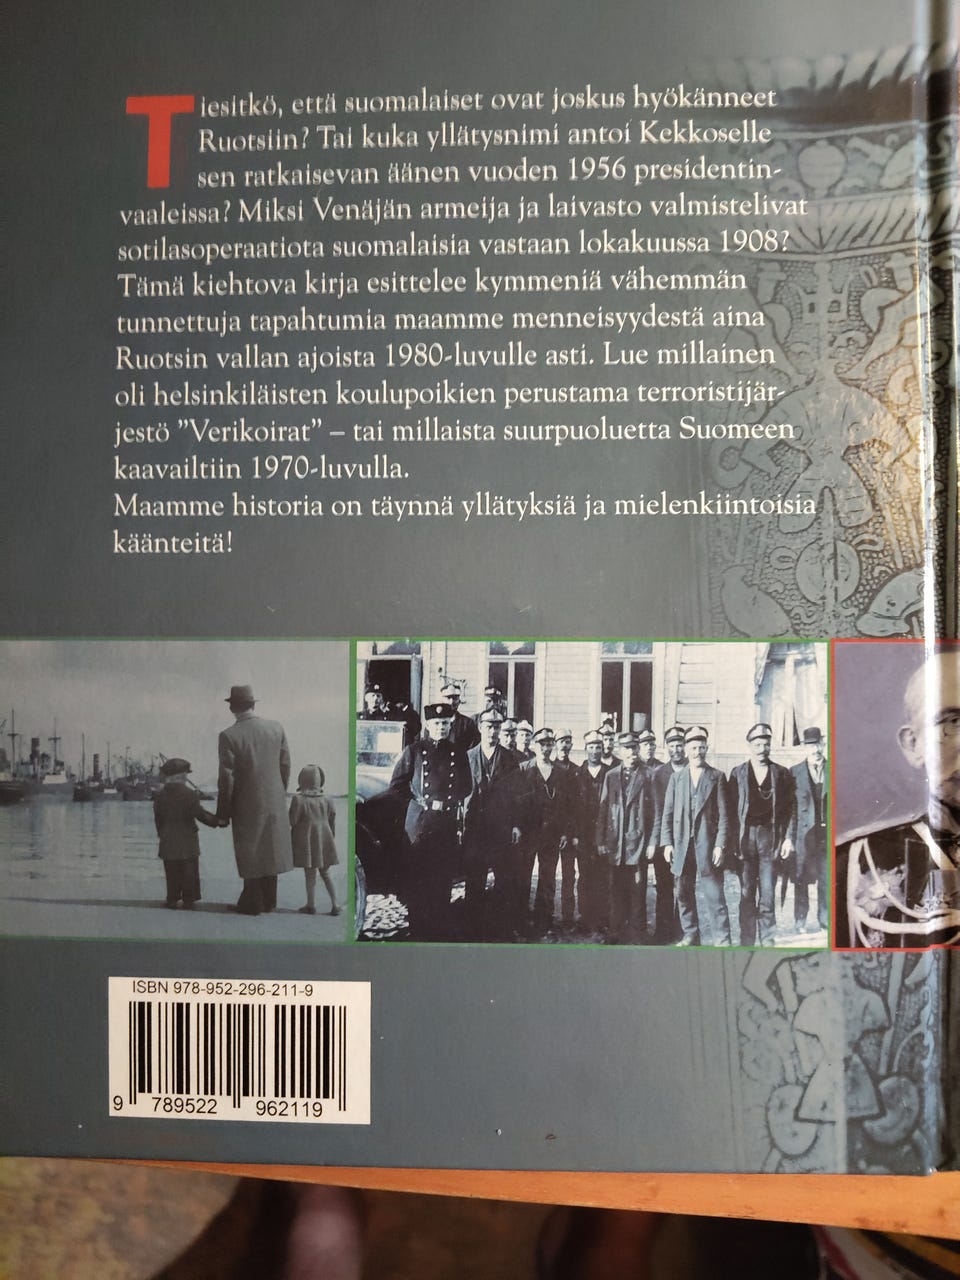 Tiesitkö, että suomalaiset ovat joskus hyökänneet
Ruotsiin? Tai kuka yllätysnimi antoi Kekkoselle
sen ratkaisevan äänen vuoden 1956 presidentin-
vaaleissa? Miksi Venäjän armeija ja laivasto valmistelivat
sotilasoperaatiota suomalaisia vastaan lokakuussa 1908?
Tämä kiehtova kirja esittelee kymmeniä vähemmän
tunnettuja tapahtumia maamme menneisyydestä aina
Ruotsin vallan ajoista 1980-luvulle asti. Lue millainen
oli helsinkiläisten koulupoikien perustama terroristijär-
jestö ”Verikoirat” – tai millaista suurpuoluetta Suomeen
kaavailtiin 1970-luvulla.
Maamme historia on täynnä yllätyksiä ja mielenkiintoisia
käänteitä!
ISBN 978-952-296-211-9
9 789522 962119